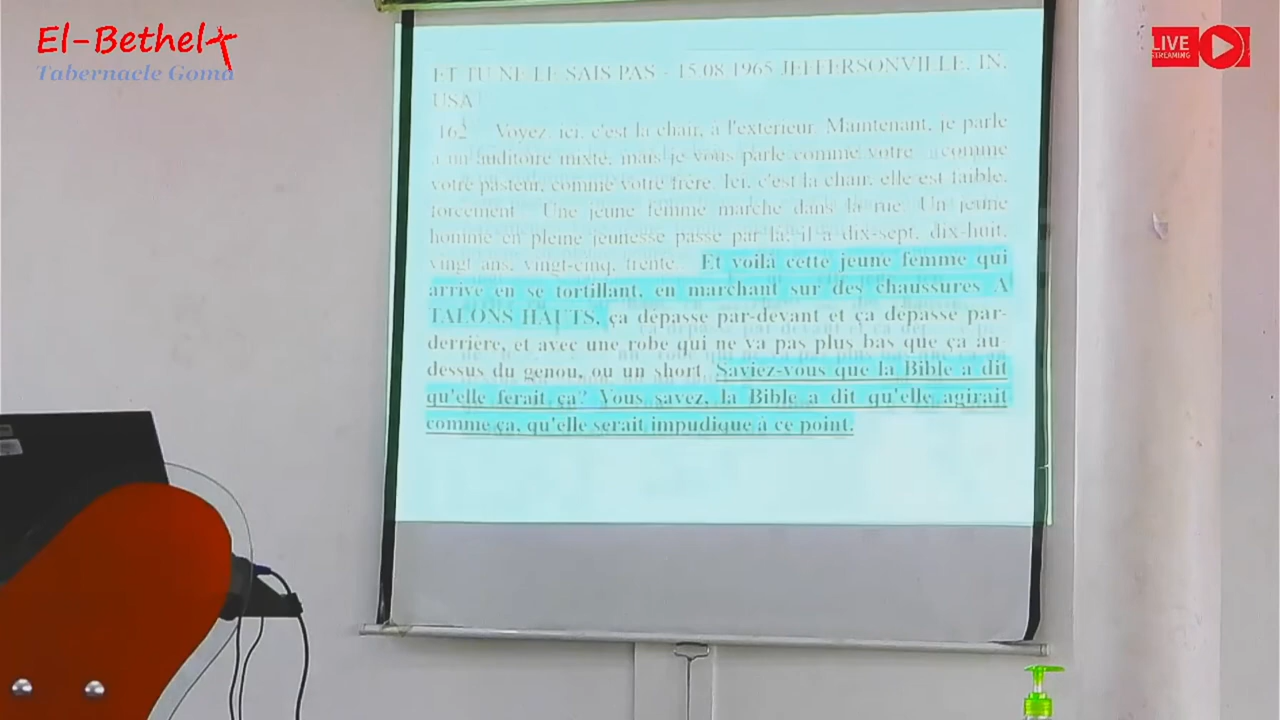 El-Bethel
Tabernacle Goma
LIVE
STREAMING
ET TU NE LE SAIS PAS - 15.08.1965 JEFFERSONVILLE, IN,
USA
162 Voyez, ici, c'est la chair, à l'extérieur. Maintenant, je parle
à un auditoire mixte, mais je vous parle comme votre comme
votre pasteur, comme votre frère. Ici, c'est la chair, elle est faible,
forcément. Une jeune femme marche dans la rue. Un jeune
homme en pleine jeunesse passe par là; il a dix-sept, dix-huit,
vingt ans, vingt-cinq, trente. Et voilà cette jeune femme qui
arrive en se tortillant, en marchant sur des chaussures A
TALONS HAUTS, ça dépasse par-devant et ça dépasse par-
derrière, et avec une robe qui ne va pas plus bas que ça au-
dessus du genou, ou un short. Saviez-vous que la Bible a dit
qu'elle ferait ça? Vous savez, la Bible a dit qu'elle agirait
comme ça, qu'elle serait impudique à ce point.